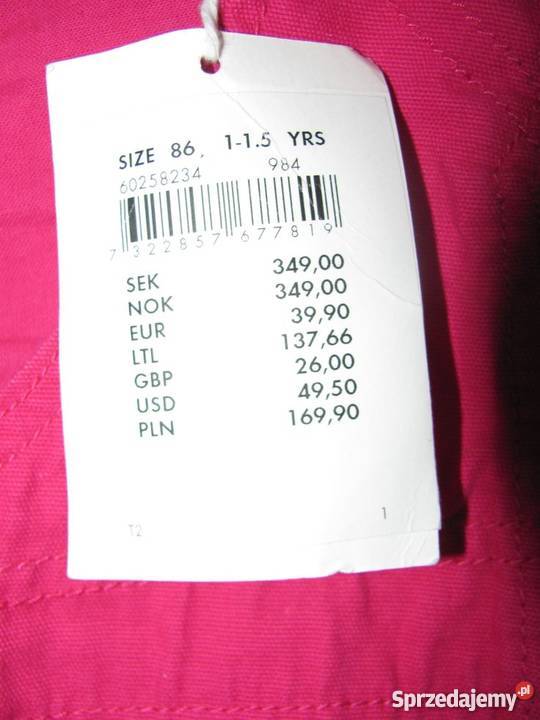 SIZE 86, 1-1.5 YRS
60258234 984
7 322857 677819
SEK 349,00
NOK 349,00
EUR 39,90
LTL 137,66
GBP 26,00
USD 49,50
PLN 169,90
T2 1
Sprzedajemy.pl